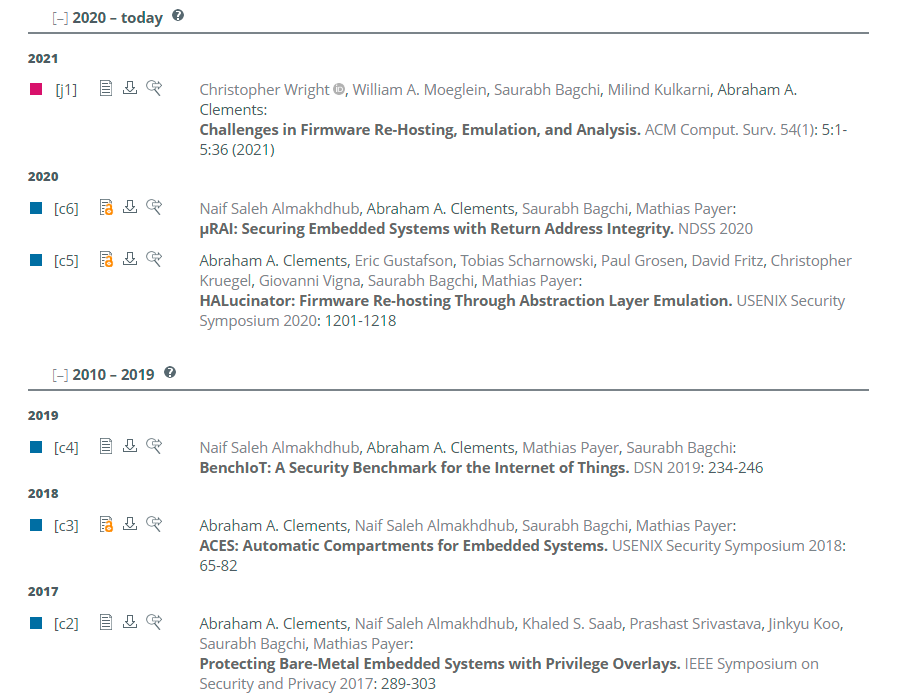 [–] 2020 – today ?
2021
[j1]
Christopher Wright iD, William A. Moeglein, Saurabh Bagchi, Milind Kulkarni, Abraham A.
Clements:
Challenges in Firmware Re-Hosting, Emulation, and Analysis. ACM Comput. Surv. 54(1): 5:1-
5:36 (2021)
2020
[c6]
Naif Saleh Almakhdhub, Abraham A. Clements, Saurabh Bagchi, Mathias Payer:
μRAI: Securing Embedded Systems with Return Address Integrity. NDSS 2020
[c5]
Abraham A. Clements, Eric Gustafson, Tobias Scharnowski, Paul Grosen, David Fritz, Christopher
Kruegel, Giovanni Vigna, Saurabh Bagchi, Mathias Payer:
HALucinator: Firmware Re-hosting Through Abstraction Layer Emulation. USENIX Security
Symposium 2020: 1201-1218
[–] 2010 – 2019 ?
2019
[c4]
Naif Saleh Almakhdhub, Abraham A. Clements, Mathias Payer, Saurabh Bagchi:
BenchIoT: A Security Benchmark for the Internet of Things. DSN 2019: 234-246
2018
[c3]
Abraham A. Clements, Naif Saleh Almakhdhub, Saurabh Bagchi, Mathias Payer:
ACES: Automatic Compartments for Embedded Systems. USENIX Security Symposium 2018:
65-82
2017
[c2]
Abraham A. Clements, Naif Saleh Almakhdhub, Khaled S. Saab, Prashast Srivastava, Jinkyu Koo,
Saurabh Bagchi, Mathias Payer:
Protecting Bare-Metal Embedded Systems with Privilege Overlays. IEEE Symposium on
Security and Privacy 2017: 289-303